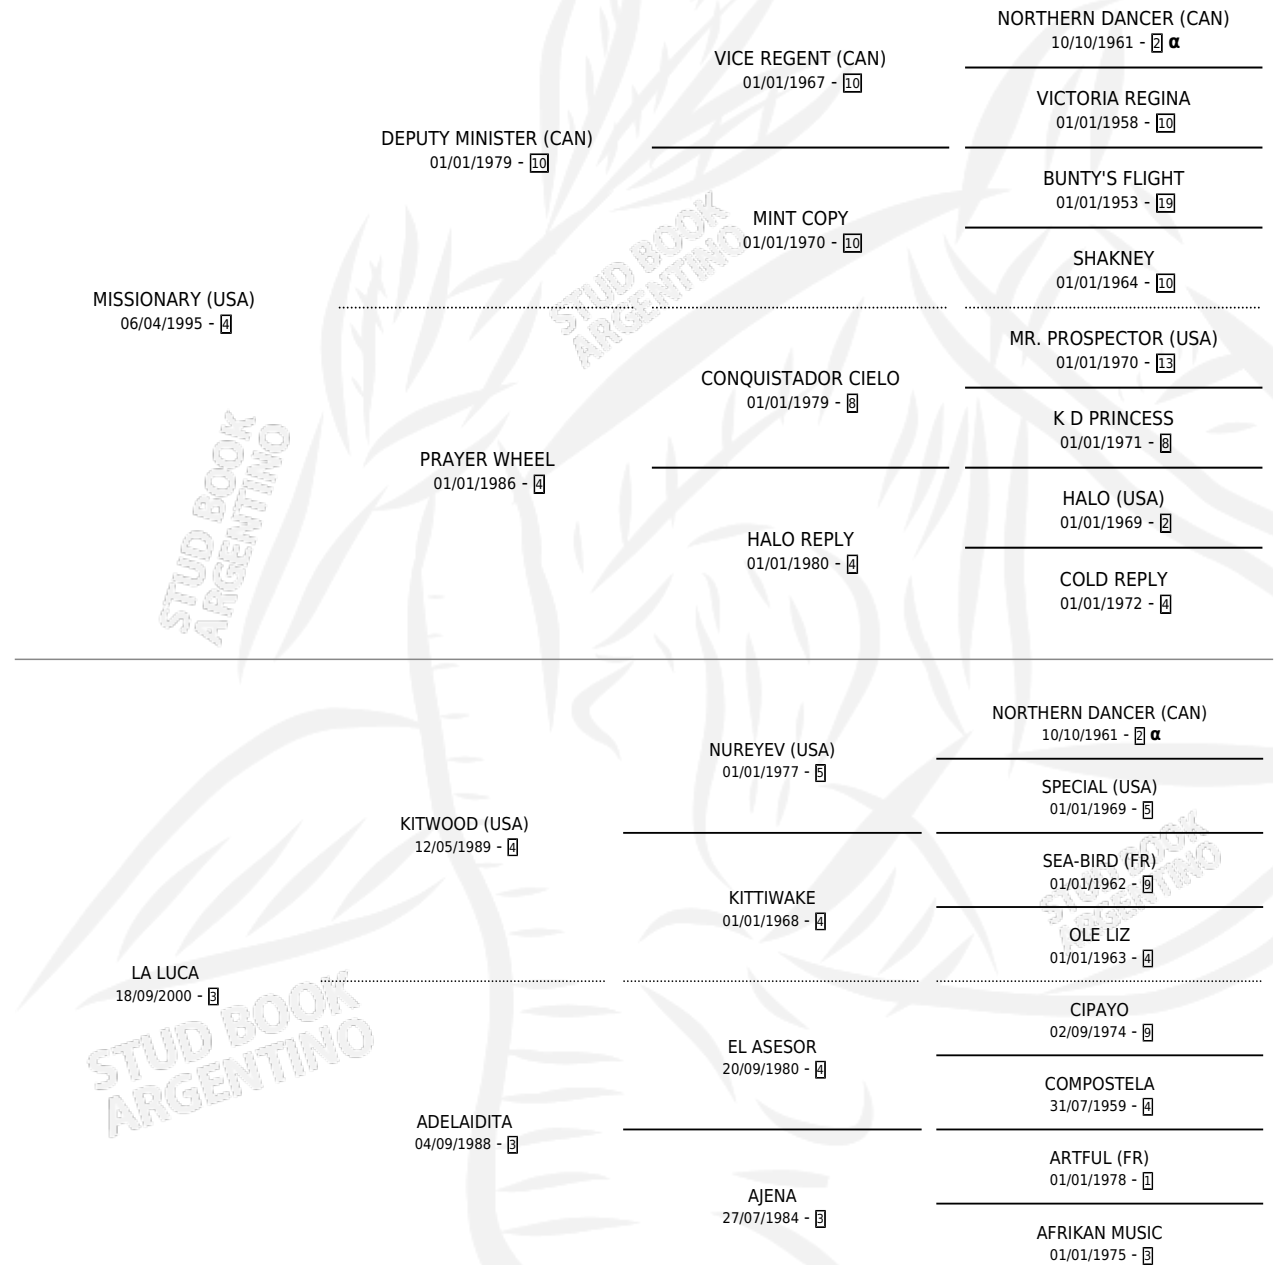 NORTHERN DANCER (CAN)
10/10/1961 - 2 α
VICE REGENT (CAN)
01/01/1967 - 10
VICTORIA REGINA
01/01/1958 - 10
DEPUTY MINISTER (CAN)
01/01/1979 - 10
BUNTY'S FLIGHT
01/01/1953 - 19
MINT COPY
01/01/1970 - 10
SHAKNEY
01/01/1964 - 10
MISSIONARY (USA)
06/04/1995 - 4
MR. PROSPECTOR (USA)
01/01/1970 - 13
CONQUISTADOR CIELO
01/01/1979 - 8
K D PRINCESS
01/01/1971 - 8
PRAYER WHEEL
01/01/1986 - 4
HALO (USA)
01/01/1969 - 2
HALO REPLY
01/01/1980 - 4
COLD REPLY
01/01/1972 - 4
STUD BOOK
ARGENTINO
STUD BOOK
ARGENTINO
NORTHERN DANCER (CAN)
10/10/1961 - 2 α
NUREYEV (USA)
01/01/1977 - 5
SPECIAL (USA)
01/01/1969 - 5
KITWOOD (USA)
12/05/1989 - 4
SEA-BIRD (FR)
01/01/1962 - 9
KITTIWAKE
01/01/1968 - 4
OLE LIZ
01/01/1963 - 4
LA LUCA
18/09/2000 - 3
CIPAYO
02/09/1974 - 9
EL ASESOR
20/09/1980 - 4
COMPOSTELA
31/07/1959 - 4
ADELAIDITA
04/09/1988 - 3
ARTFUL (FR)
01/01/1978 - 1
AJENA
27/07/1984 - 3
AFRIKAN MUSIC
01/01/1975 - 3
STUD BOOK
ARGENTINO
STUD BOOK
ARGENTINO